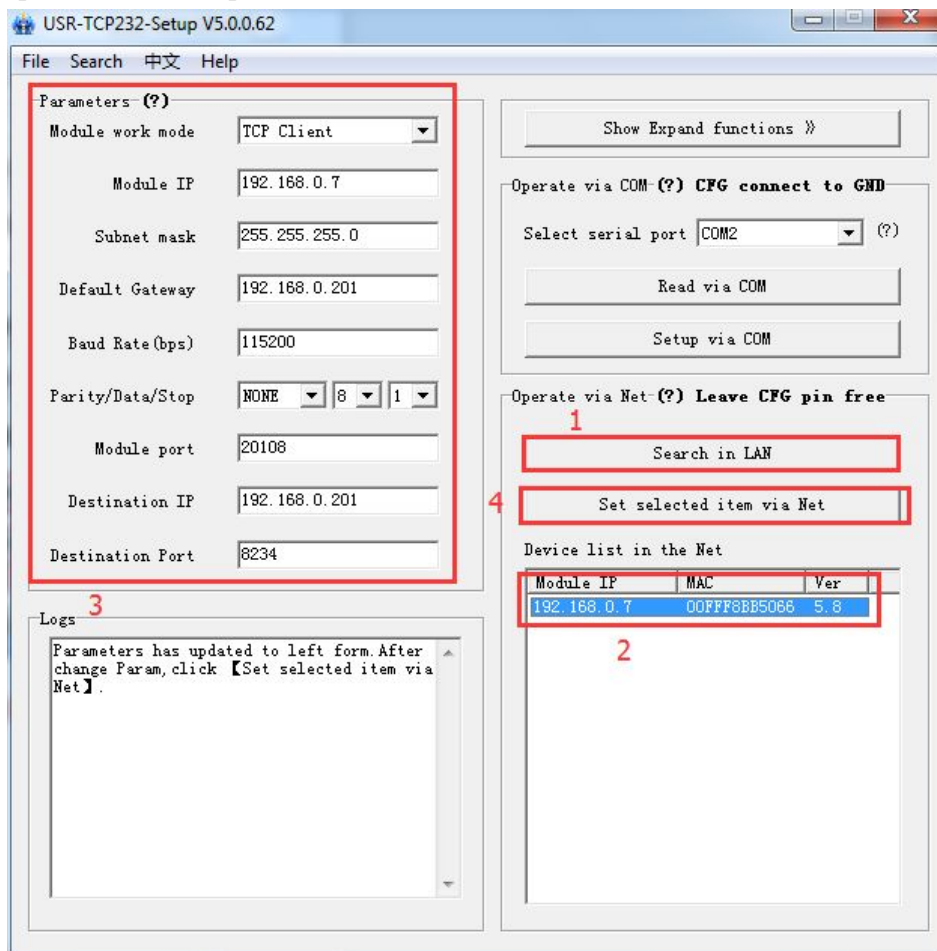 USR-TCP232-Setup V5.0.0.62
File Search 中文 Help
Parameters (?)
Module work mode TCP Client
Module IP 192.168.0.7
Subnet mask 255.255.255.0
Default Gateway 192.168.0.201
Baud Rate(bps) 115200
Parity/Data/Stop NONE 8 1
Module port 20108
Destination IP 192.168.0.201
Destination Port 8234
3
Logs
Parameters has updated to left form.After
change Param,click 【Set selected item via
Net】.
Show Expand functions 》
Operate via COM-(?) CFG connect to GND
Select serial port COM2 (?)
Read via COM
Setup via COM
Operate via Net-(?) Leave CFG pin free
1
Search in LAN
4 Set selected item via Net
Device list in the Net
Module IP MAC Ver
192.168.0.7 00FFF8BB5066 5.8
2